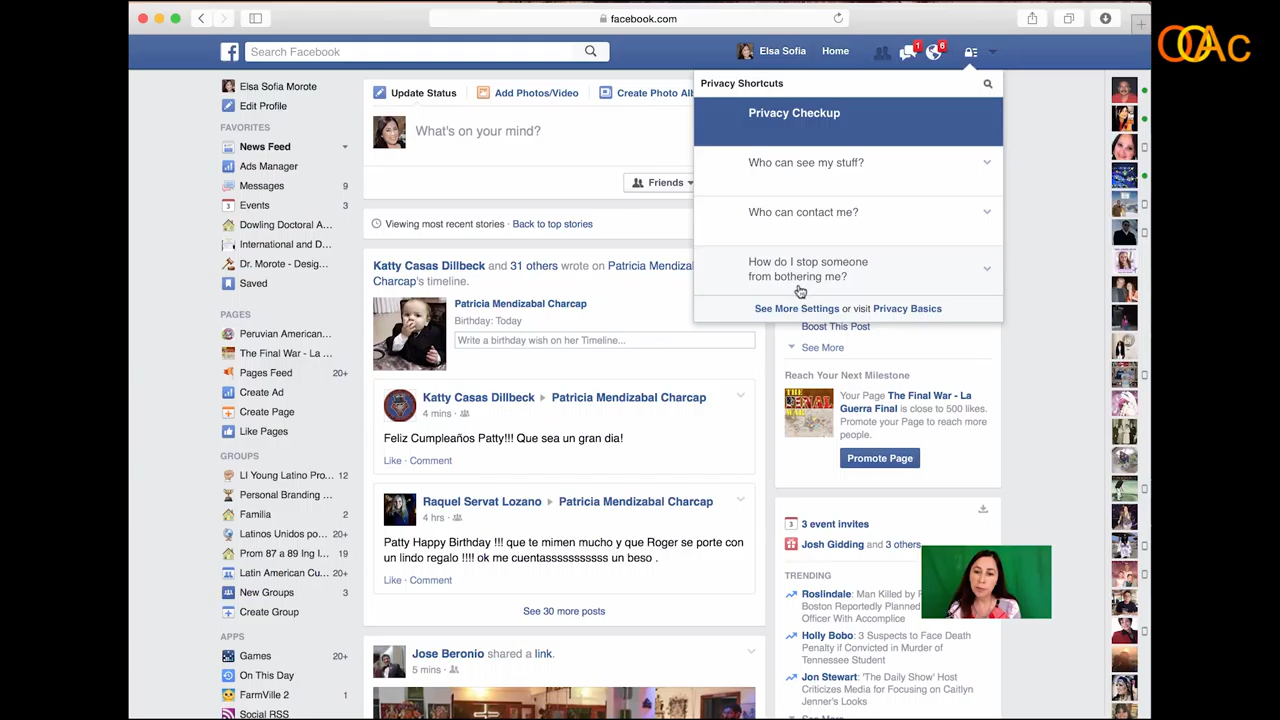 facebook.com
OOAc
Search Facebook
Elsa Sofia
Home
1
6
Privacy Shortcuts
Privacy Checkup
Who can see my stuff?
Who can contact me?
How do I stop someone
from bothering me?
See More Settings or visit Privacy Basics
Elsa Sofia Morote
Edit Profile
FAVORITES
News Feed
Ads Manager
Messages 9
Events 3
Dowling Doctoral A...
International and D...
Dr. Morote - Desig...
Saved
PAGES
Peruvian American...
The Final War - La ...
Pages Feed 20+
Create Ad
Create Page
Like Pages
GROUPS
LI Young Latino Pro... 12
Personal Branding ...
Familia 2
Latinos Unidos po... 20+
Prom 87 a 89 Ing I... 19
Latin American Cu... 20+
New Groups 3
Create Group
APPS
Games 20+
On This Day
FarmVille 2 1
Social RSS
Update Status
Add Photos/Video
Create Photo Alb
What's on your mind?
Friends
Viewing most recent stories · Back to top stories
Katty Casas Dillbeck and 31 others wrote on Patricia Mendizabal
Charcap's timeline.
Patricia Mendizabal Charcap
Birthday: Today
Write a birthday wish on her Timeline...
Katty Casas Dillbeck Patricia Mendizabal Charcap
4 mins ·
Feliz Cumpleaños Patty!!! Que sea un gran dia!
Like · Comment
Raquel Servat Lozano Patricia Mendizabal Charcap
4 hrs ·
Patty Happy Birthday !!! que te mimen mucho y que Roger se porte con
un lindo regalo !!!! ok me cuentasssssssssss un beso .
Like · Comment
See 30 more posts
Jose Beronio shared a link.
5 mins ·
Boost This Post
See More
Reach Your Next Milestone
THE FINAL WAR
Your Page The Final War - La
Guerra Final is close to 500 likes.
Promote your Page to reach more
people.
Promote Page
3
3 event invites
Josh Gidding and 3 others
TRENDING
Roslindale: Man Killed by
Boston Reportedly Planned
Officer With Accomplice
Holly Bobo: 3 Suspects to Face Death
Penalty if Convicted in Murder of
Tennessee Student
Jon Stewart: 'The Daily Show' Host
Criticizes Media for Focusing on Caitlyn
Jenner's Looks